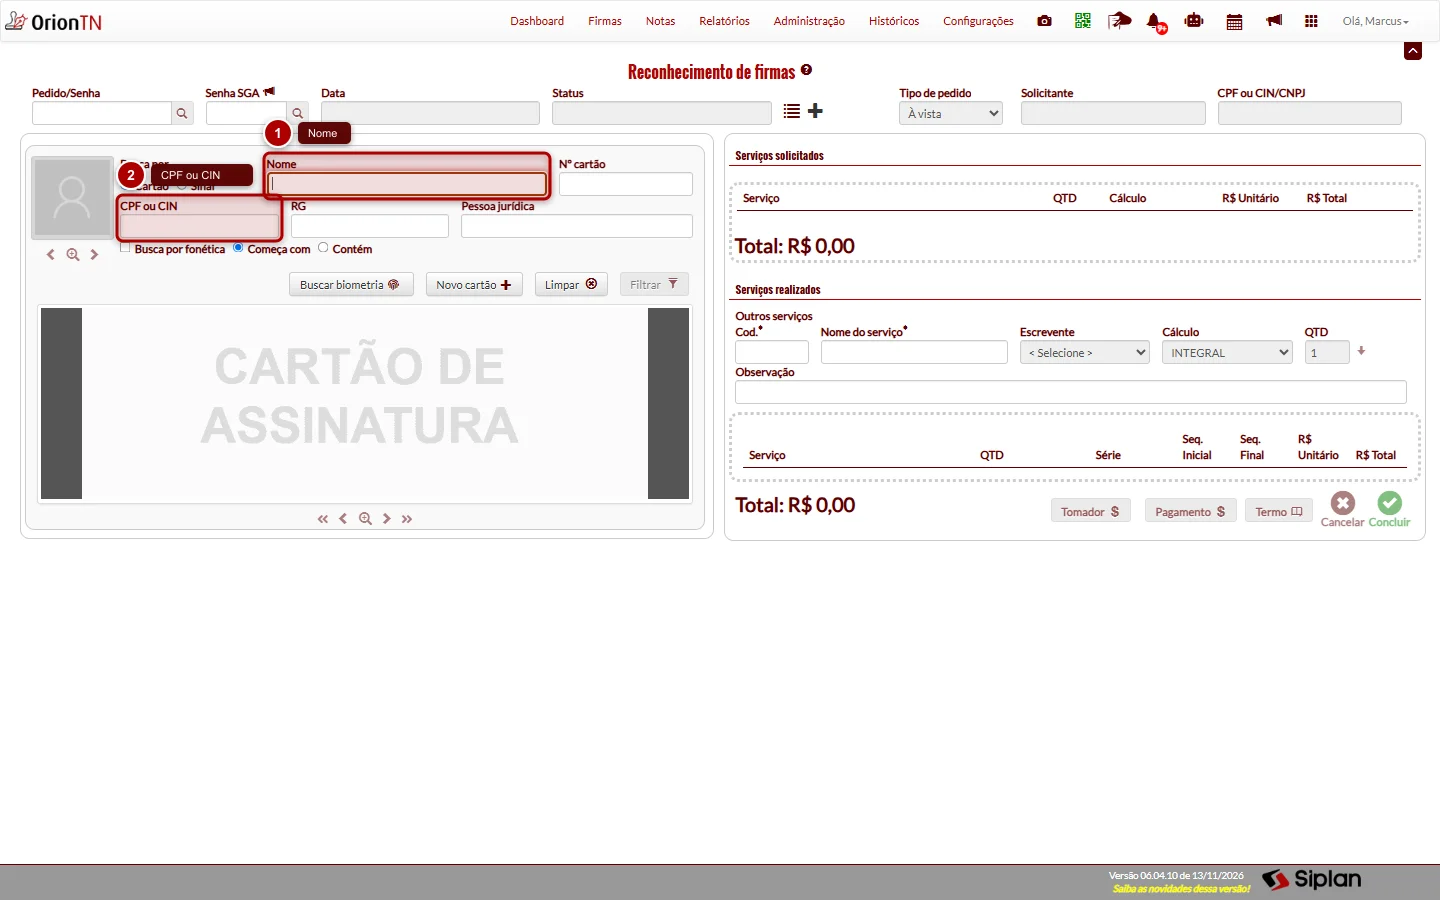 OrionTN
Dashboard
Firmas
Notas
Relatórios
Administração
Históricos
Configurações
9+
Olá, Marcus
Reconhecimento de firmas
Pedido/Senha
Senha SGA
Data
Status
Tipo de pedido
À vista
Solicitante
CPF ou CIN/CNPJ
1
Nome
2
CPF ou CIN
Cartão
Sinal
Nome
Nº cartão
CPF ou CIN
RG
Pessoa jurídica
Busca por fonética
Começa com
Contém
Buscar biometria
Novo cartão
Limpar
Filtrar
CARTÃO DE
ASSINATURA
Serviços solicitados
Serviço
QTD
Cálculo
R$ Unitário
R$ Total
Total: R$ 0,00
Serviços realizados
Outros serviços
Cod.*
Nome do serviço*
Escrevente
Cálculo
QTD
< Selecione >
INTEGRAL
1
Observação
Serviço
QTD
Série
Seq. Inicial
Seq. Final
R$ Unitário
R$ Total
Total: R$ 0,00
Tomador $
Pagamento $
Termo
Cancelar
Concluir
Versão 06.04.10 de 13/11/2026
Saiba as novidades dessa versão!
Siplan